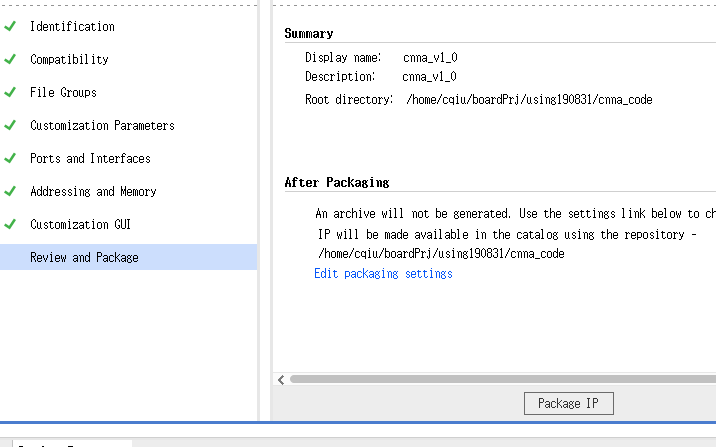 Identification
Compatibility
File Groups
Customization Parameters
Ports and Interfaces
Addressing and Memory
Customization GUI
Review and Package
Summary
Display name: cnna_v1_0
Description: cnna_v1_0
Root directory: /home/cqiu/boardPrj/using190831/cnna_code
After Packaging
An archive will not be generated. Use the settings link below to ch
IP will be made available in the catalog using the repository -
/home/cqiu/boardPrj/using190831/cnna_code
Edit packaging settings
Package IP